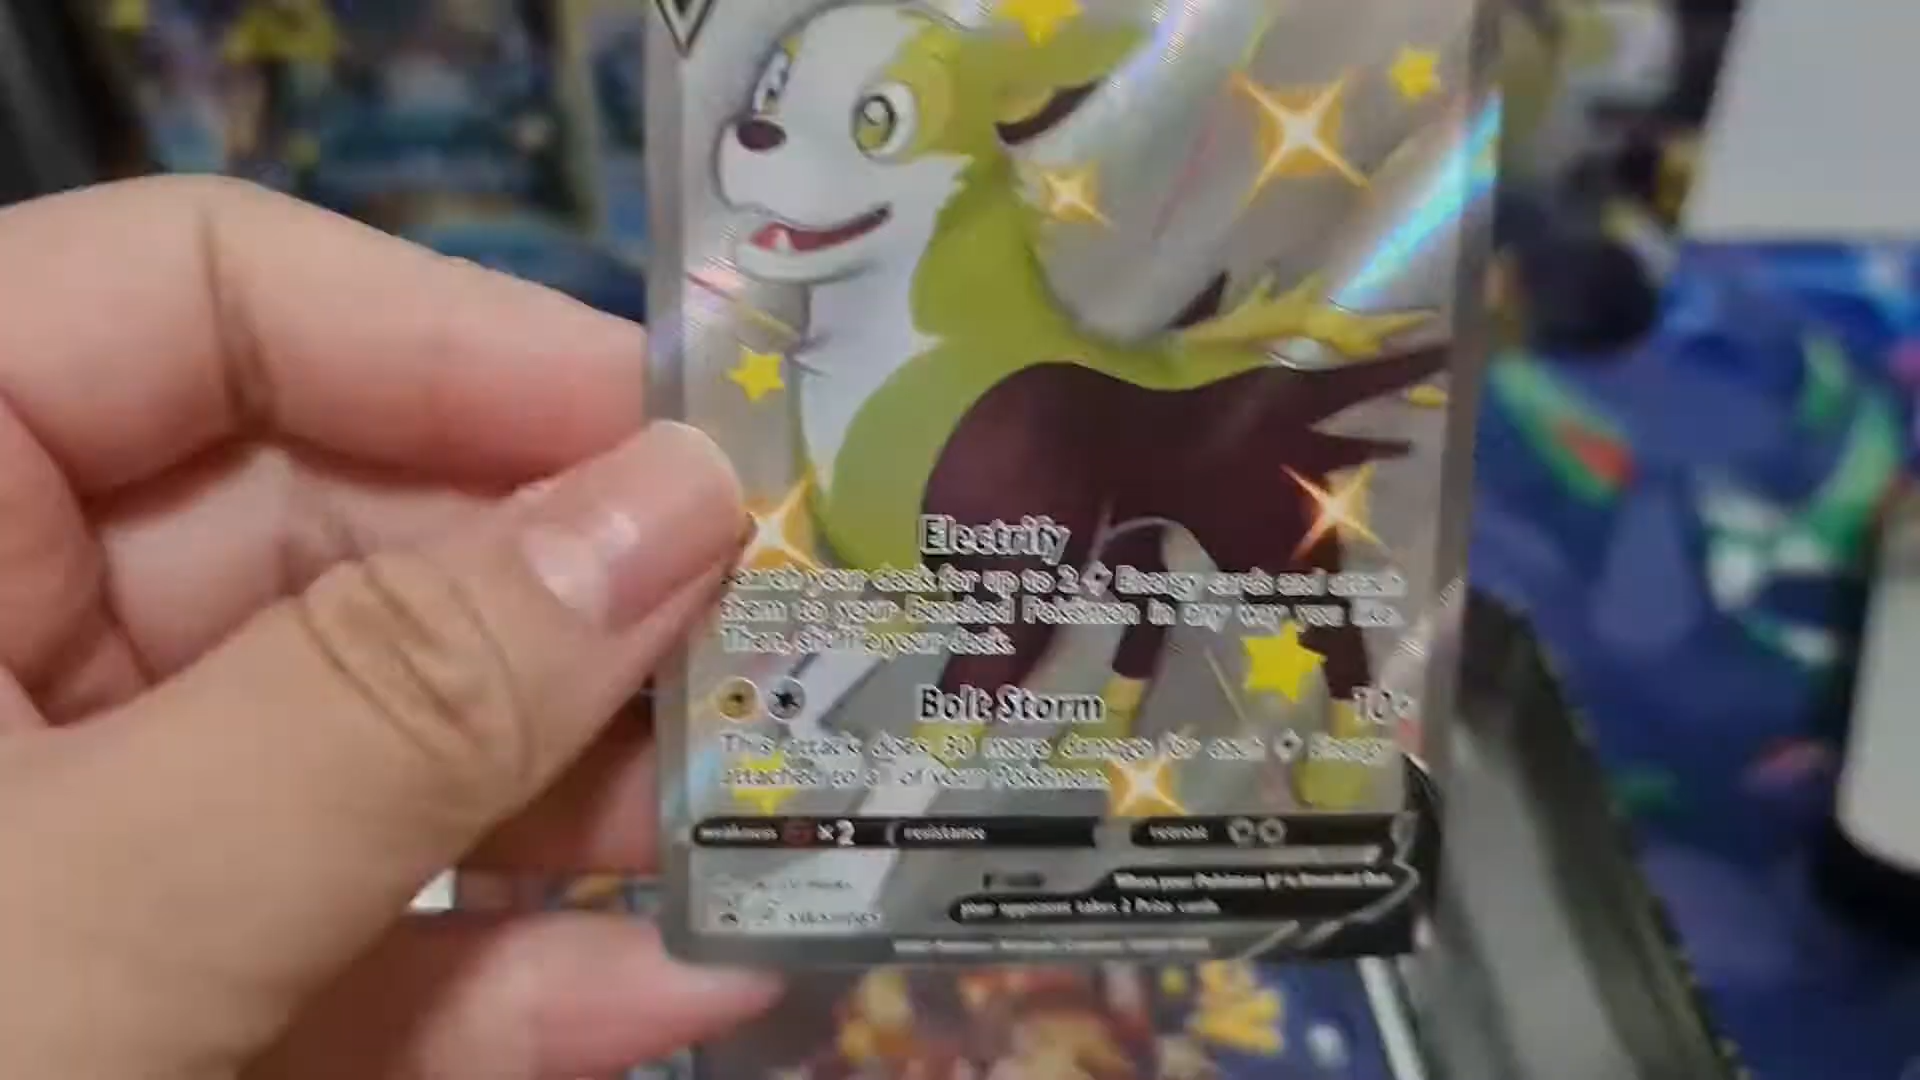 Electrify
Search your deck for up to 2 Energy cards and attach
them to your Benched Pokémon in any way you like.
Then, shuffle your deck.
Bolt Storm 10+
This attack does 30 more damage for each Energy
attached to all of your Pokémon.
weakness ×2 resistance retreat
When your Pokémon V is Knocked Out,
your opponent takes 2 Prize cards.